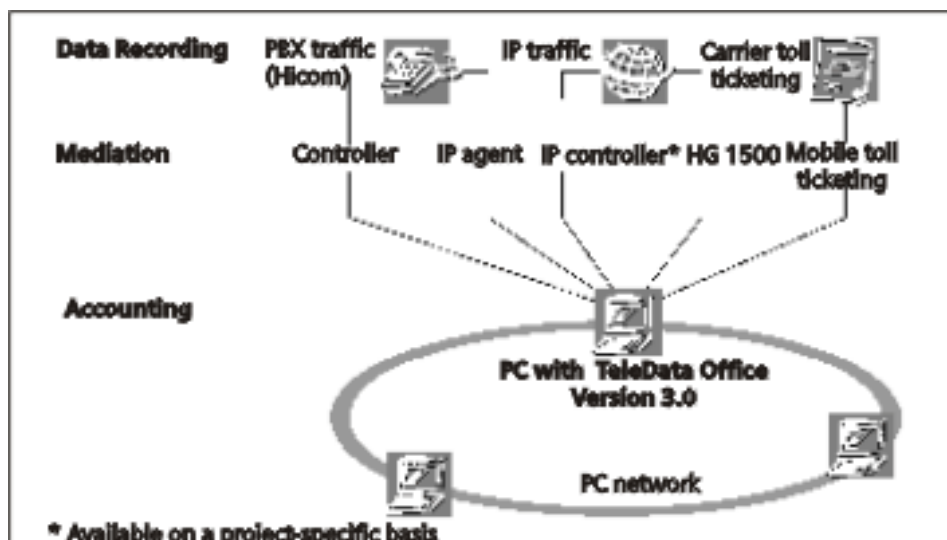 Data Recording PBX traffic IP traffic Carrier toll
(Hicom) ticketing
Mediation Controller IP agent IP controller* HG 1500 Mobile toll
ticketing
Accounting
PC with TeleData Office
Version 3.0
PC network
* Available on a project-specific basis